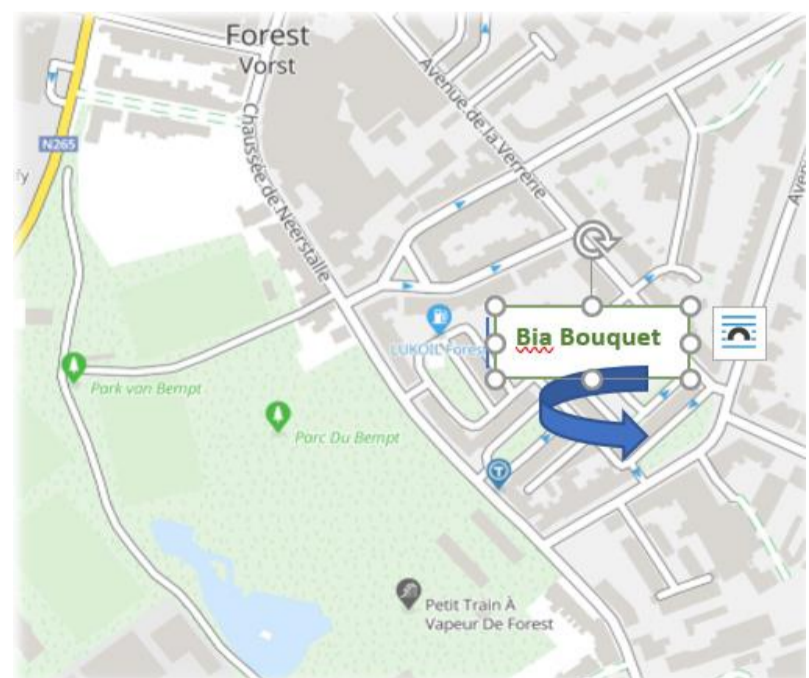 Forest
Vorst
Avenue de la Verrerie
Chaussée de Neerstalle
N265
LUKOIL Forest
Bia Bouquet
Park van Bempt
Parc Du Bempt
Petit Train À
Vapeur De Forest